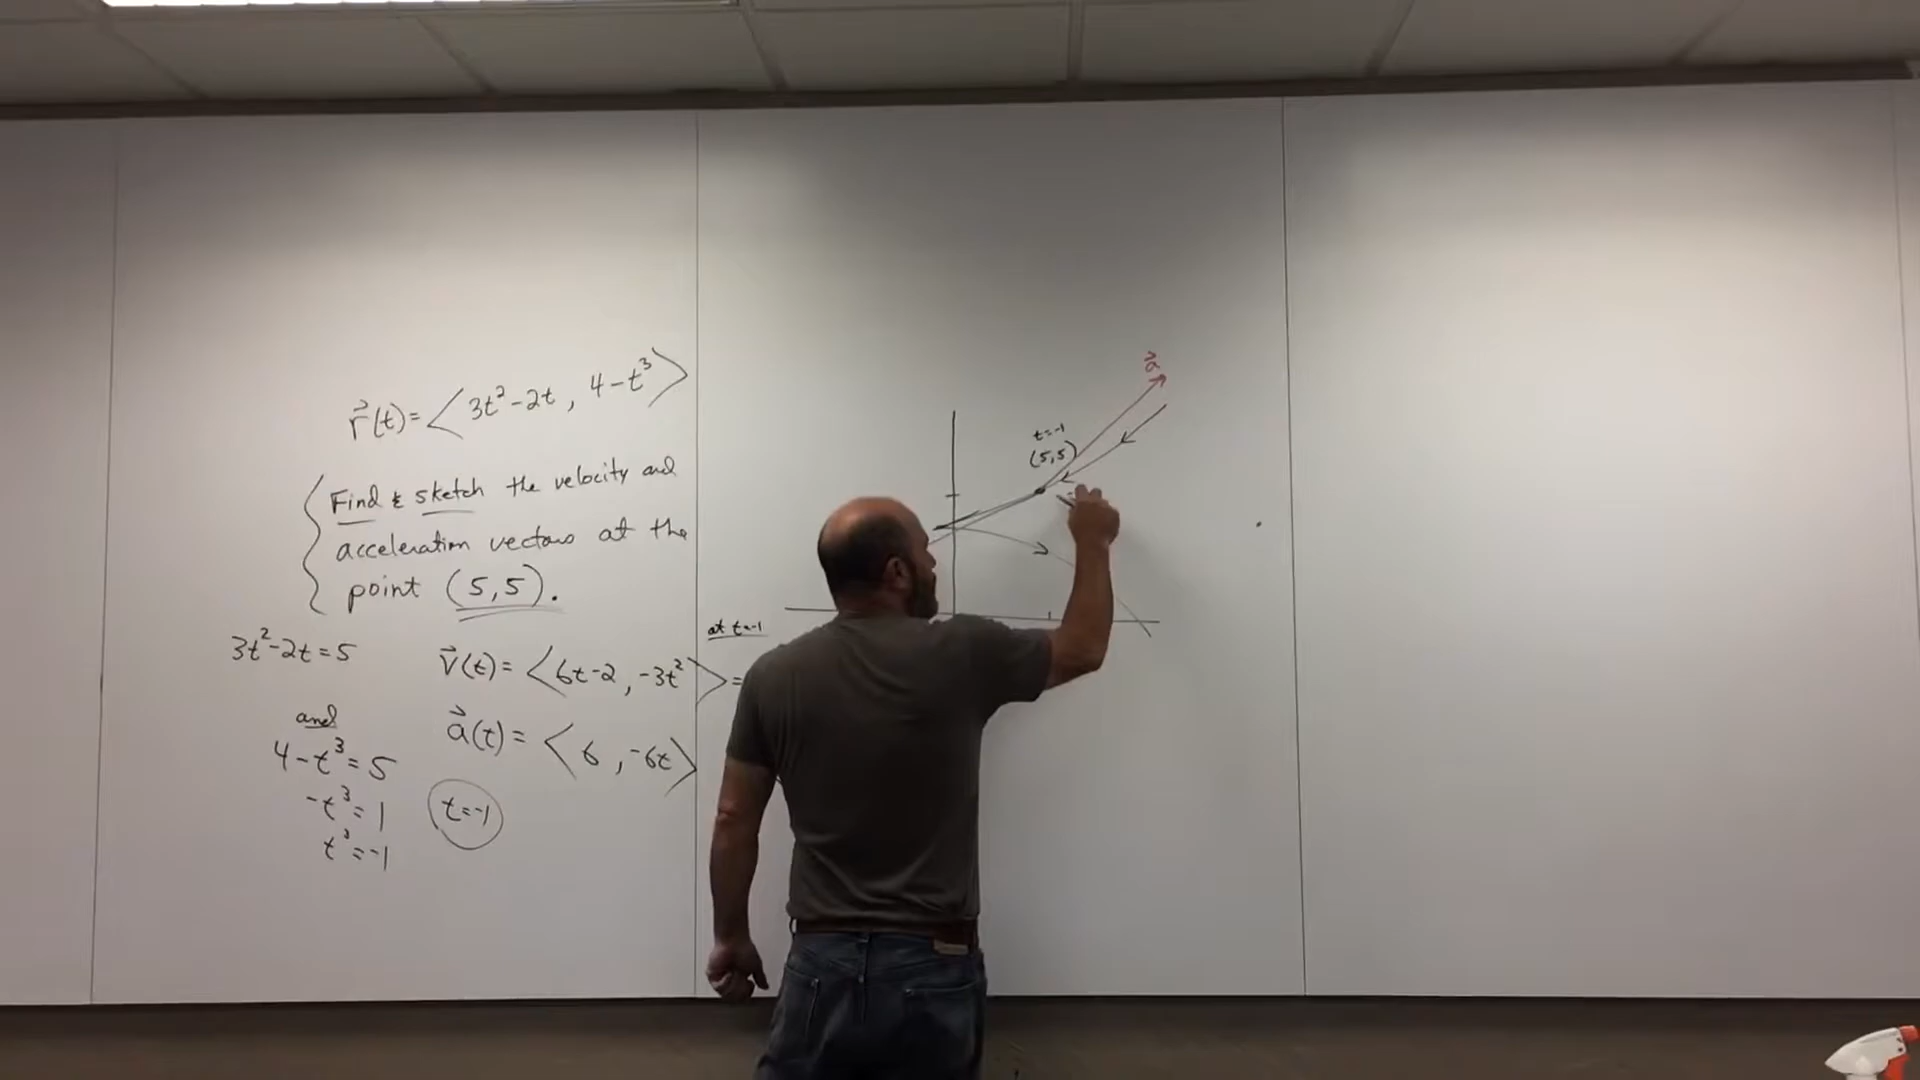 r⃗(t)=⟨3t²-2t, 4-t³⟩
Find & sketch the velocity and
acceleration vectors at the
point (5,5).
3t²-2t=5
and
4-t³=5
-t³=1
t³=-1
t=-1
v⃗(t)=⟨6t-2, -3t²⟩=
a⃗(t)=⟨6, -6t⟩
at t=-1
t=-1
(5,5)
a⃗